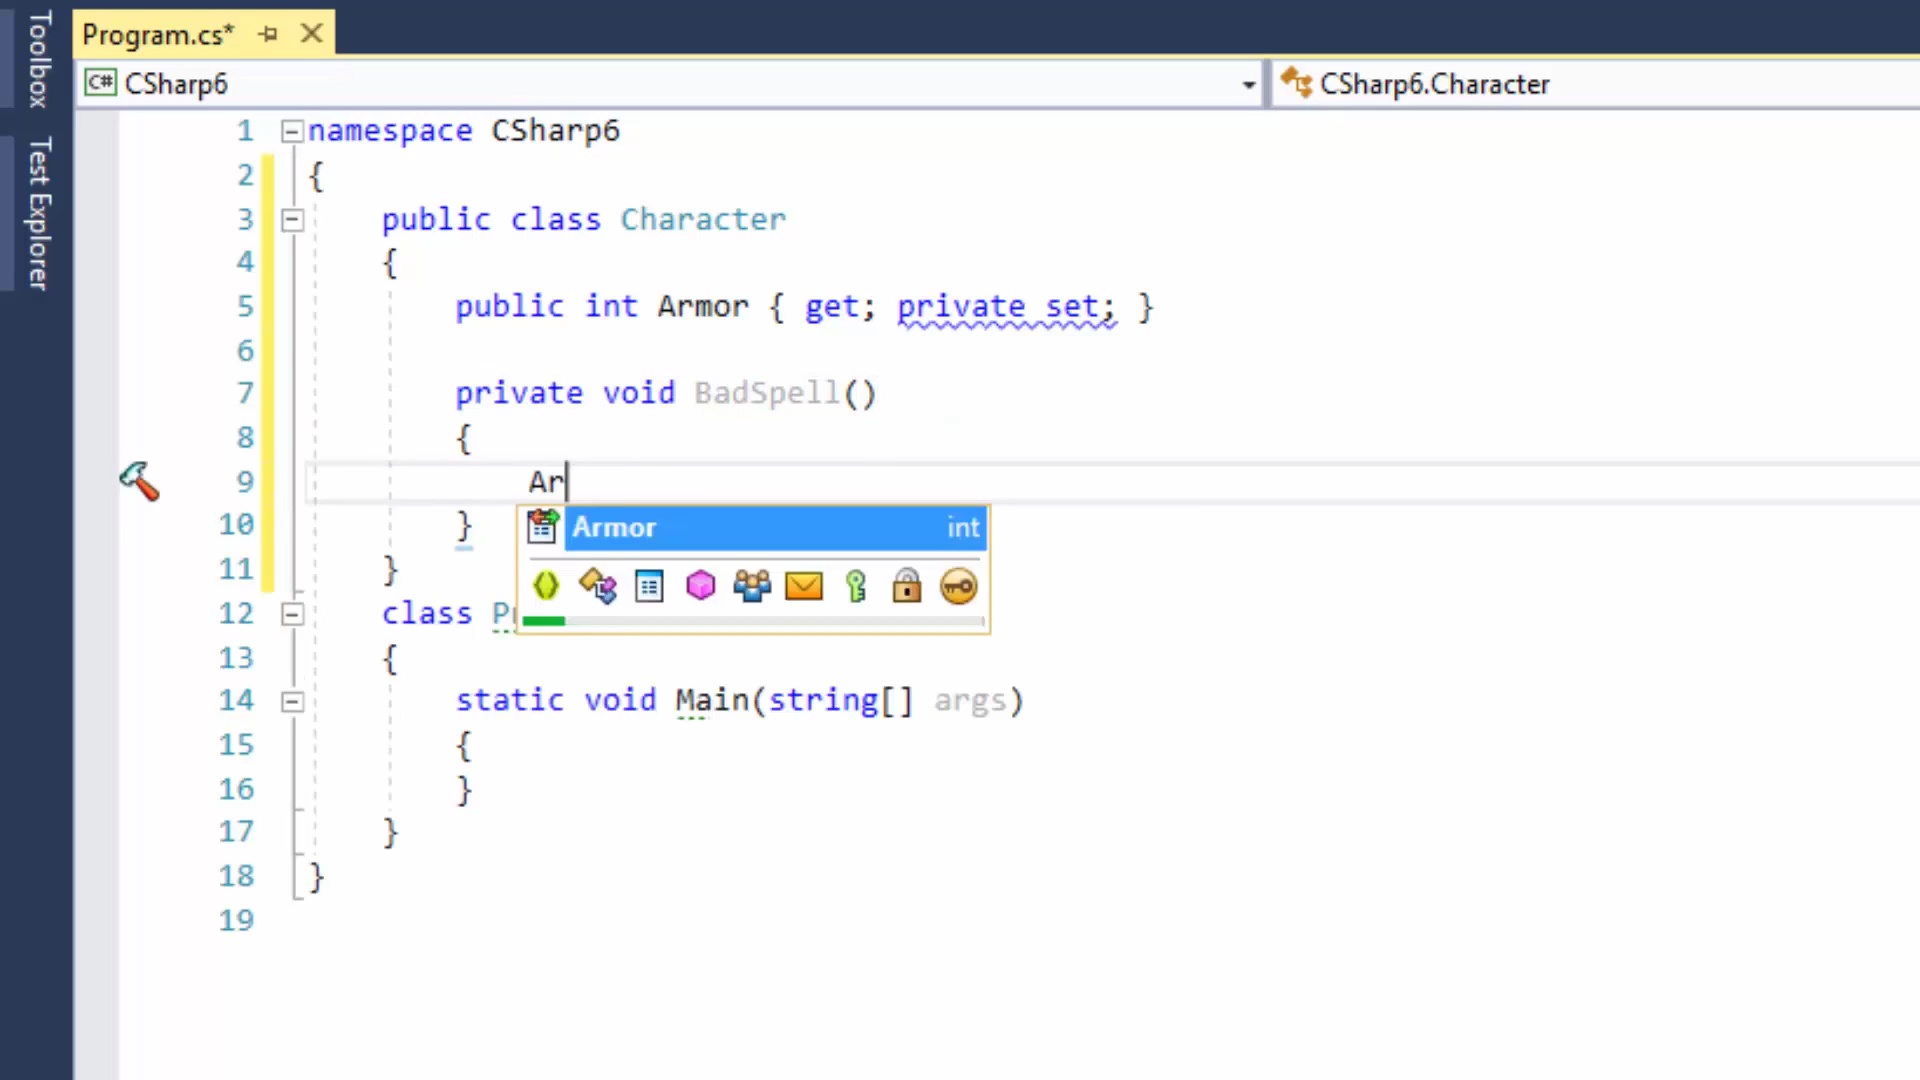 Toolbox
Test Explorer
Program.cs*
C# CSharp6
CSharp6.Character
1 namespace CSharp6
2 {
3 public class Character
4 {
5 public int Armor { get; private set; }
6
7 private void BadSpell()
8 {
9 Ar
Armor int
10 }
11 }
12 class
13 {
14 static void Main(string[] args)
15 {
16 }
17 }
18 }
19